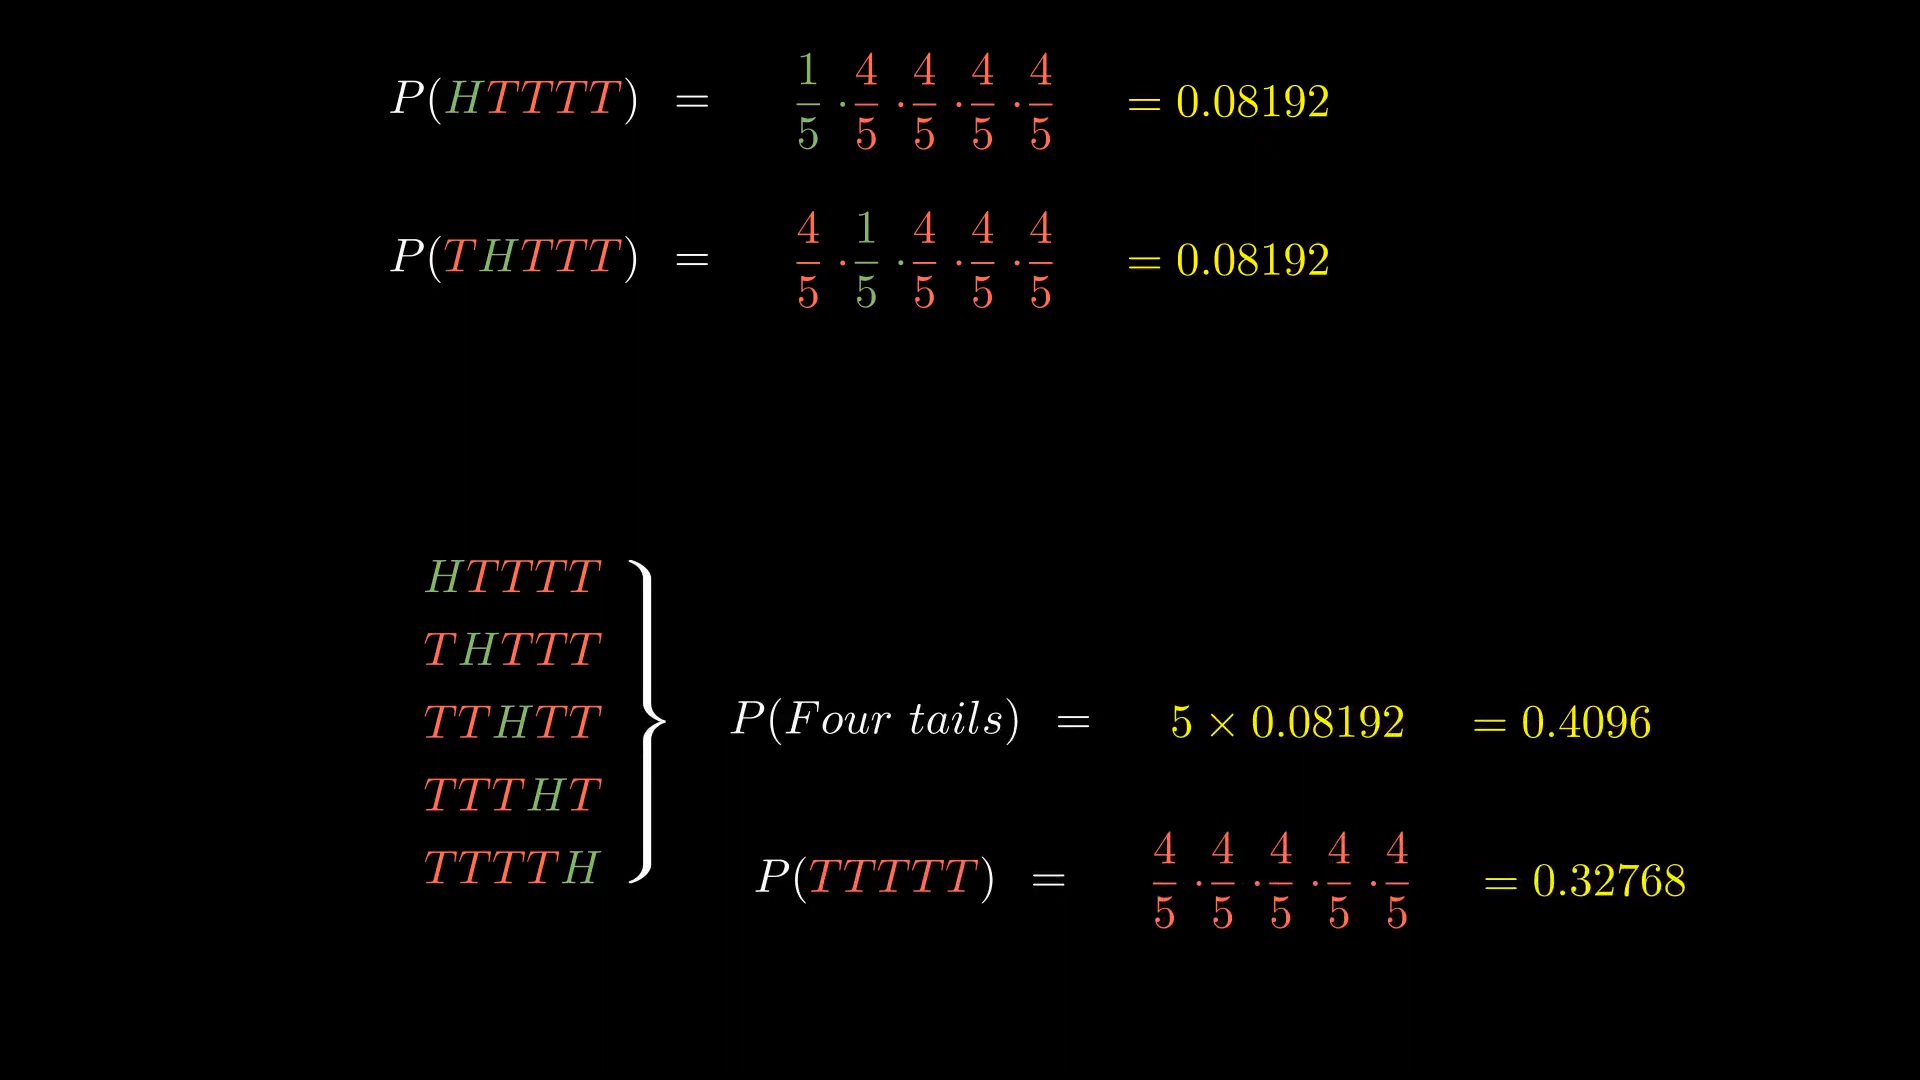 P(HTTTT) = 1/5 · 4/5 · 4/5 · 4/5 · 4/5 = 0.08192
P(THTTT) = 4/5 · 1/5 · 4/5 · 4/5 · 4/5 = 0.08192
HTTTT
THTTT
TTHTT
TTTHT
TTTTH
P(Four tails) = 5 × 0.08192 = 0.4096
P(TTTTT) = 4/5 · 4/5 · 4/5 · 4/5 · 4/5 = 0.32768